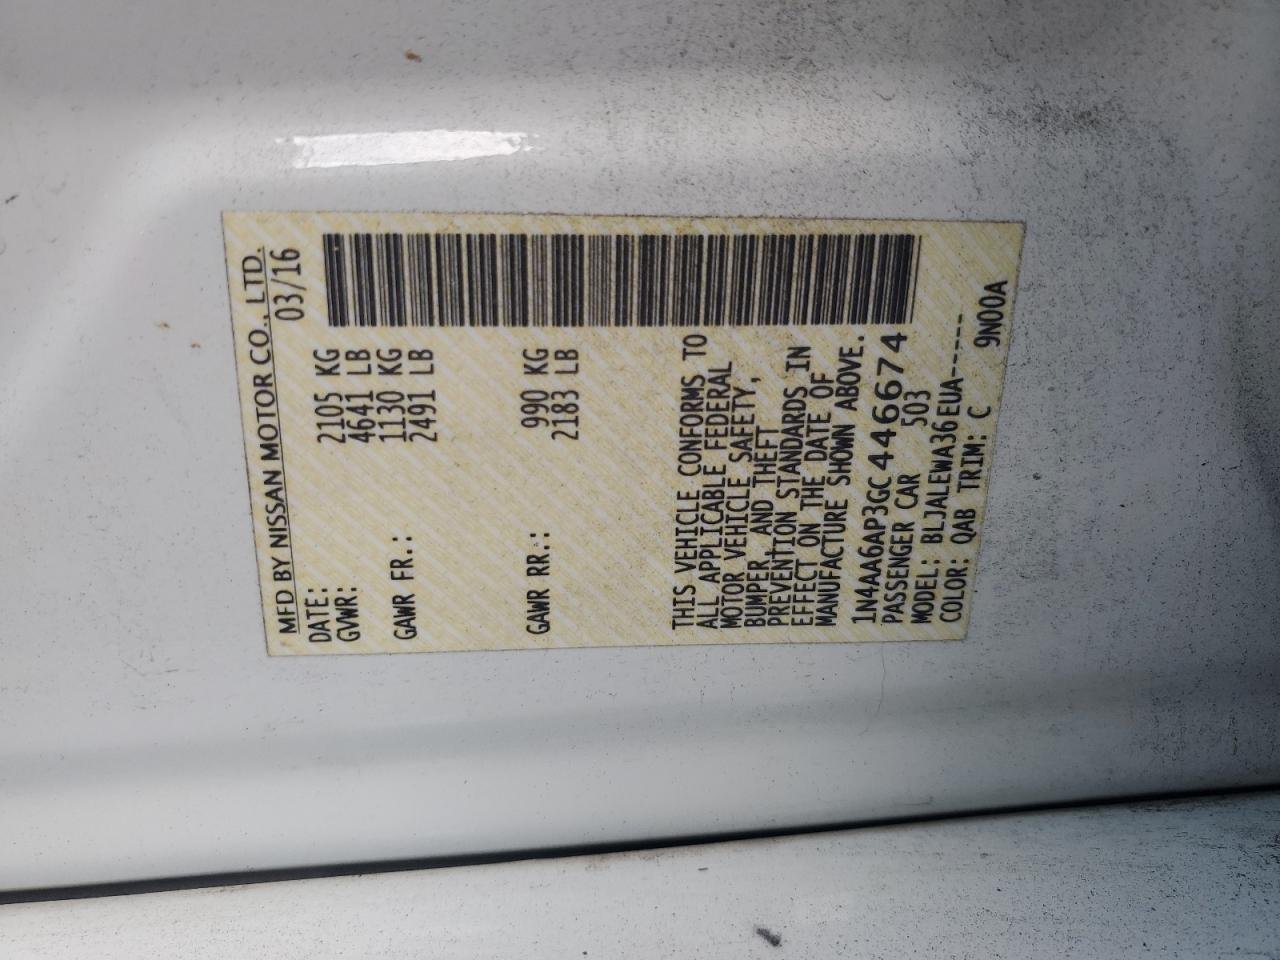 MFD BY NISSAN MOTOR CO., LTD.
DATE: 03/16
GVWR: 2105 KG
4641 LB
GAWR FR.: 1130 KG
2491 LB
GAWR RR.: 990 KG
2183 LB
THIS VEHICLE CONFORMS TO
ALL APPLICABLE FEDERAL
MOTOR VEHICLE SAFETY,
BUMPER AND THEFT
PREVENTION STANDARDS IN
EFFECT ON THE DATE OF
MANUFACTURE SHOWN ABOVE.
1N4AA6AP3GC446674
PASSENGER CAR 503
MODEL: BLJALEWA36EUA-----
COLOR: QAB TRIM: C 9N00A